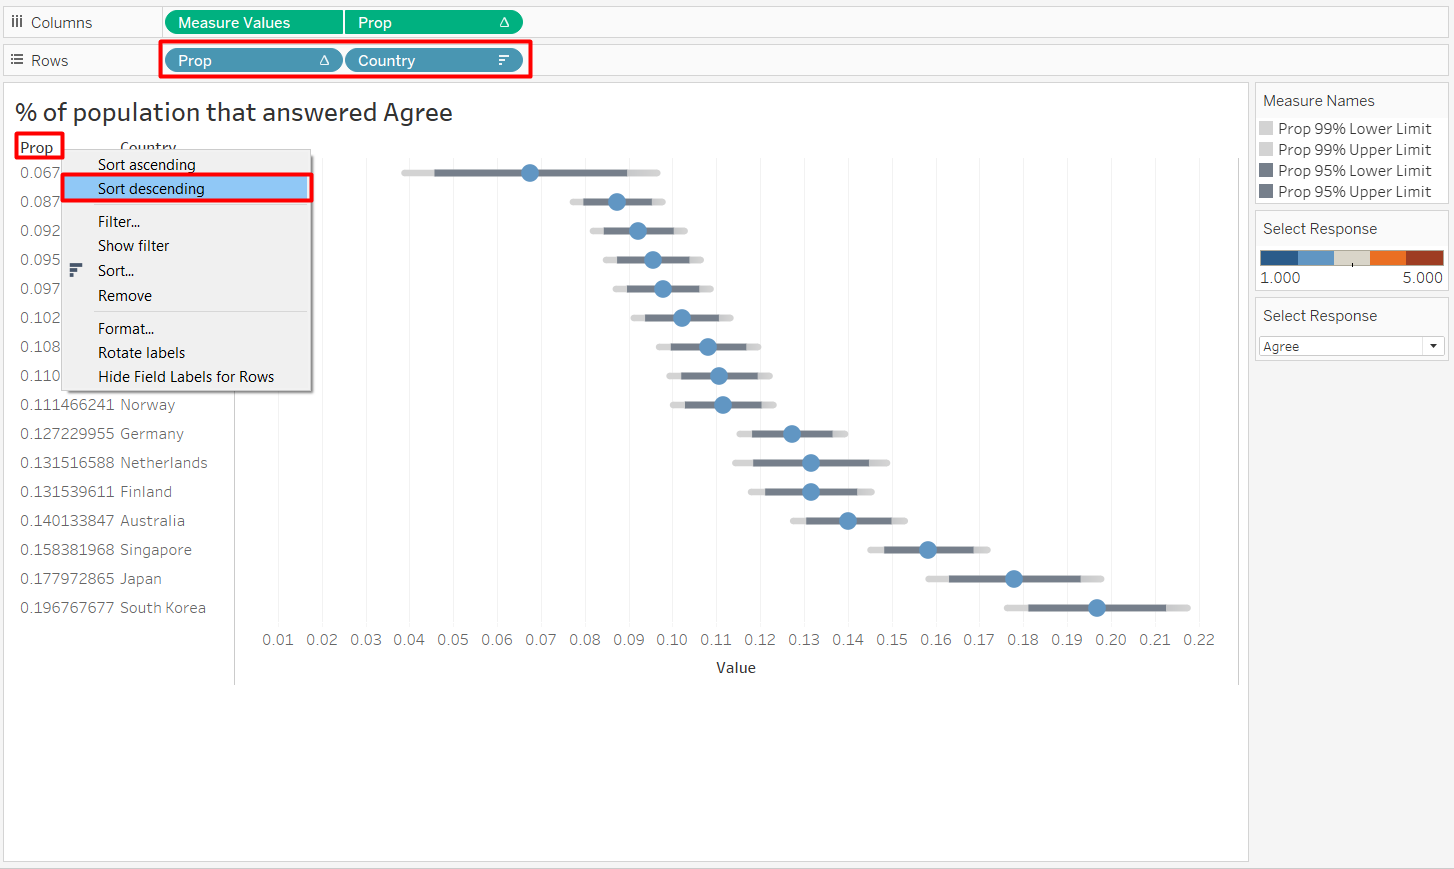 Columns
Measure Values
Prop
Δ
Rows
Prop
Δ
Country
% of population that answered Agree
Prop
Country
0.067
0.087
0.092
0.095
0.097
0.102
0.108
0.110
0.111466241 Norway
0.127229955 Germany
0.131516588 Netherlands
0.131539611 Finland
0.140133847 Australia
0.158381968 Singapore
0.177972865 Japan
0.196767677 South Korea
Sort ascending
Sort descending
Filter...
Show filter
Sort...
Remove
Format...
Rotate labels
Hide Field Labels for Rows
0.01 0.02 0.03 0.04 0.05 0.06 0.07 0.08 0.09 0.10 0.11 0.12 0.13 0.14 0.15 0.16 0.17 0.18 0.19 0.20 0.21 0.22
Value
Measure Names
Prop 99% Lower Limit
Prop 99% Upper Limit
Prop 95% Lower Limit
Prop 95% Upper Limit
Select Response
1.000 5.000
Select Response
Agree